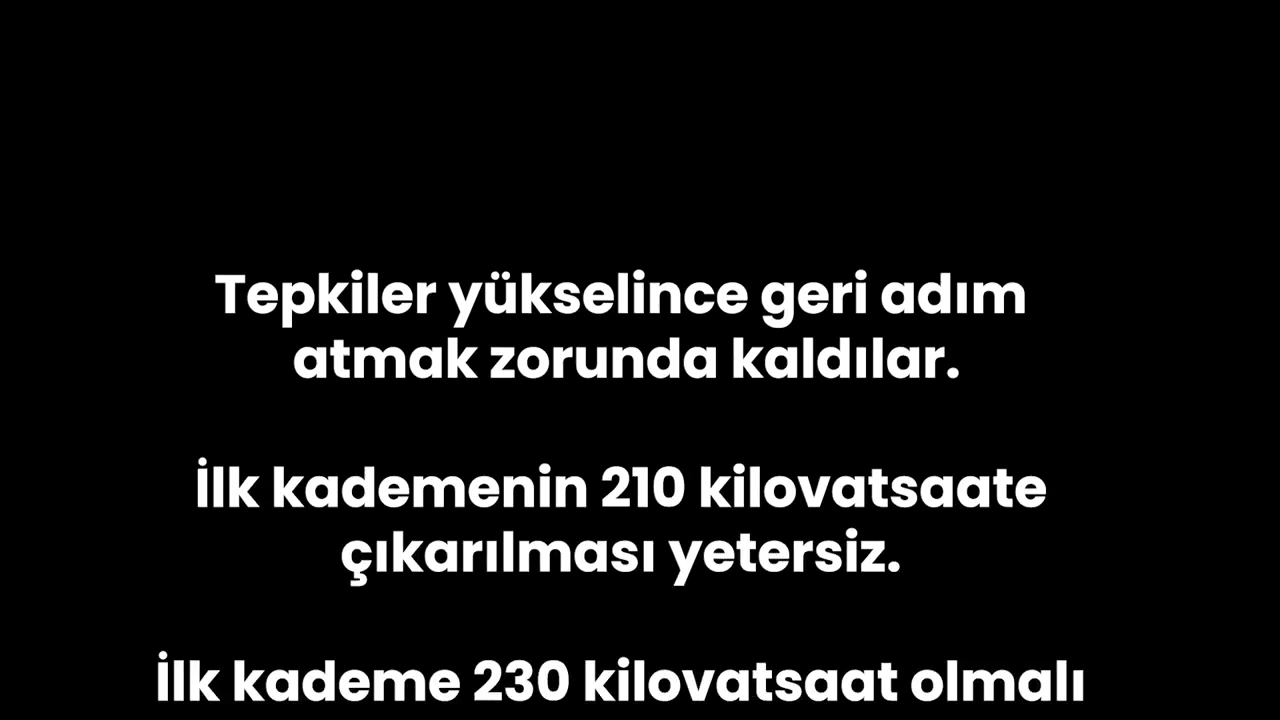 Tepkiler yükselince geri adım
atmak zorunda kaldılar.
İlk kademenin 210 kilovatsaate
çıkarılması yetersiz.
İlk kademe 230 kilovatsaat olmalı